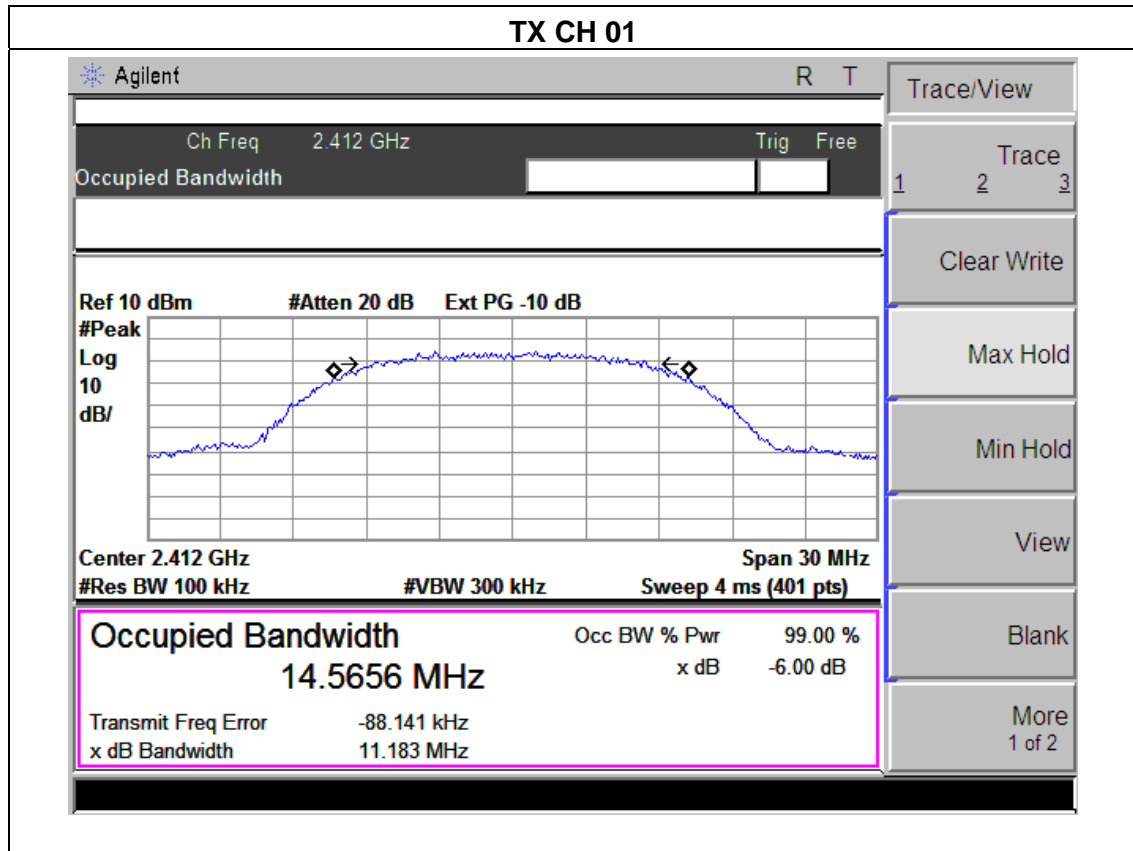 TX CH 01
Agilent R T
Trace/View
Ch Freq 2.412 GHz Trig Free
Occupied Bandwidth
Trace
1 2 3
Clear Write
Ref 10 dBm #Atten 20 dB Ext PG -10 dB
#Peak
Log
10
dB/
Max Hold
Min Hold
Center 2.412 GHz Span 30 MHz
#Res BW 100 kHz #VBW 300 kHz Sweep 4 ms (401 pts)
View
Occupied Bandwidth Occ BW % Pwr 99.00 %
14.5656 MHz x dB -6.00 dB
Blank
Transmit Freq Error -88.141 kHz
x dB Bandwidth 11.183 MHz
More
1 of 2